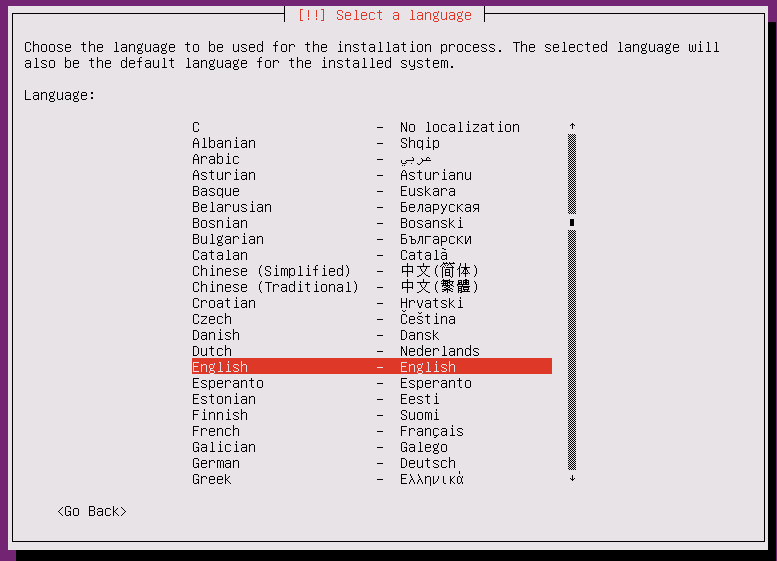 [!!] Select a language
Choose the language to be used for the installation process. The selected language will
also be the default language for the installed system.
Language:
C - No localization ↑
Albanian - Shqip
Arabic - عربي
Asturian - Asturianu
Basque - Euskara
Belarusian - Беларуская
Bosnian - Bosanski
Bulgarian - Български
Catalan - Català
Chinese (Simplified) - 中文(简体)
Chinese (Traditional) - 中文(繁體)
Croatian - Hrvatski
Czech - Čeština
Danish - Dansk
Dutch - Nederlands
English - English
Esperanto - Esperanto
Estonian - Eesti
Finnish - Suomi
French - Français
Galician - Galego
German - Deutsch
Greek - Ελληνικά ↓
<Go Back>